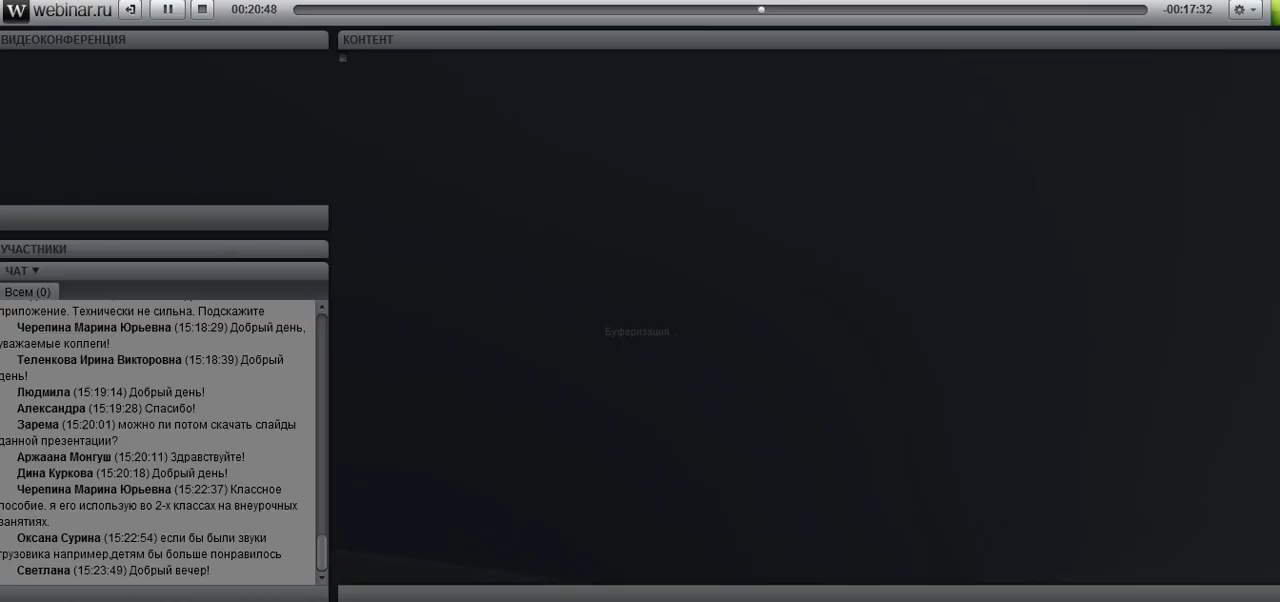 webinar.ru
00:20:48
-00:17:32
ВИДЕОКОНФЕРЕНЦИЯ
КОНТЕНТ
УЧАСТНИКИ
ЧАТ
Всем (0)
приложение. Технически не сильна. Подскажите
Черепина Марина Юрьевна (15:18:29) Добрый день,
уважаемые коллеги!
Теленкова Ирина Викторовна (15:18:39) Добрый
день!
Людмила (15:19:14) Добрый день!
Александра (15:19:28) Спасибо!
Зарема (15:20:01) можно ли потом скачать слайды
данной презентации?
Аржаана Монгуш (15:20:11) Здравствуйте!
Дина Куркова (15:20:18) Добрый день!
Черепина Марина Юрьевна (15:22:37) Классное
пособие. я его использую во 2-х классах на внеурочных
занятиях.
Оксана Сурина (15:22:54) если бы были звуки
грузовика например,детям бы больше понравилось
Светлана (15:23:49) Добрый вечер!
Буферизация...